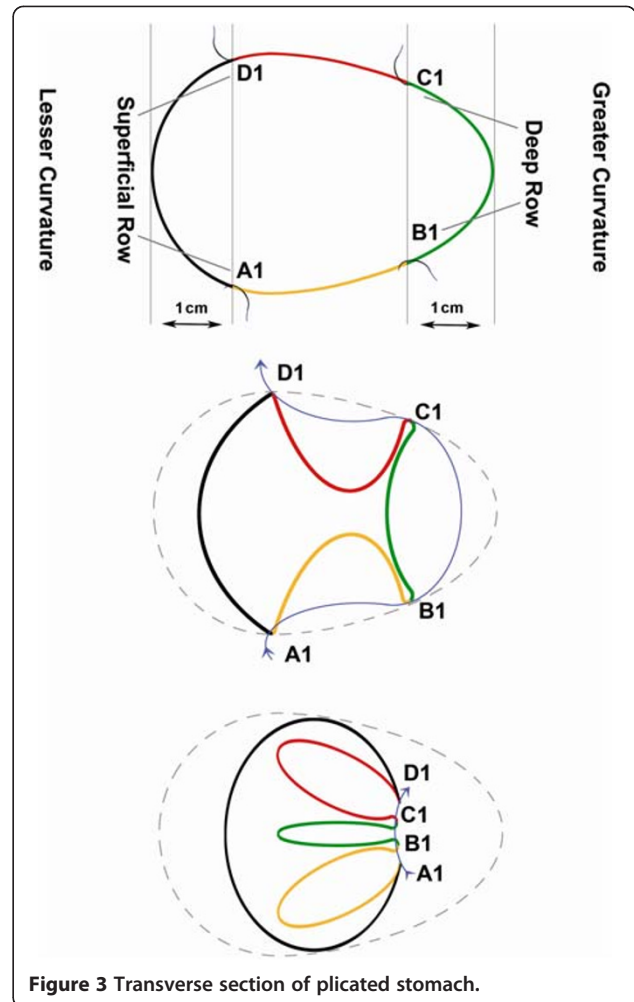 D1
C1
Lesser Curvature
Superficial Row
Deep Row
Greater Curvature
B1
A1
1cm
1cm
D1
C1
B1
A1
D1
C1
B1
A1
Figure 3 Transverse section of plicated stomach.